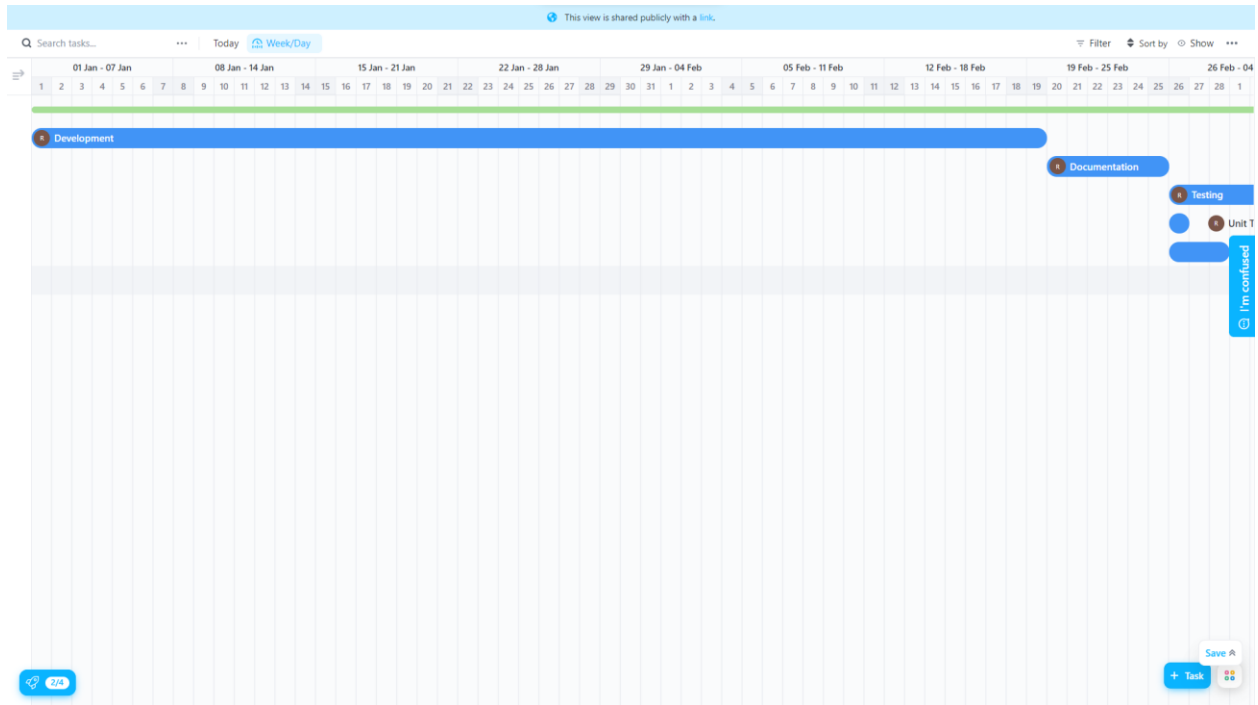 This view is shared publicly with a link.
Search tasks... ••• Today Week/Day Filter Sort by Show •••
01 Jan - 07 Jan 08 Jan - 14 Jan 15 Jan - 21 Jan 22 Jan - 28 Jan 29 Jan - 04 Feb 05 Feb - 11 Feb 12 Feb - 18 Feb 19 Feb - 25 Feb 26 Feb - 04
1 2 3 4 5 6 7 8 9 10 11 12 13 14 15 16 17 18 19 20 21 22 23 24 25 26 27 28 29 30 31 1 2 3 4 5 6 7 8 9 10 11 12 13 14 15 16 17 18 19 20 21 22 23 24 25 26 27 28 1
R Development
R Documentation
R Testing
R Unit T
I'm confused
Save
2/4
+ Task